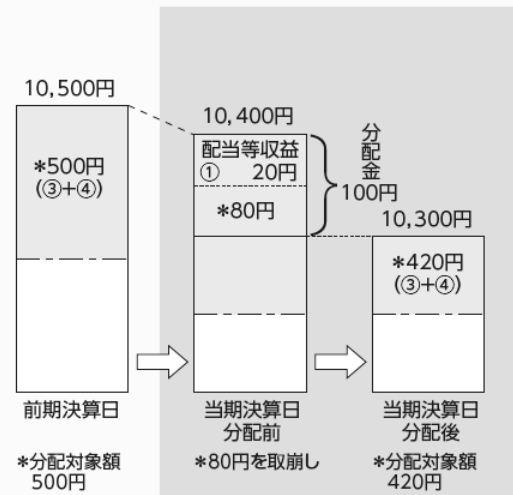 10,500円
*500円
(③+④)
前期決算日
*分配対象額
500円
10,400円
配当等収益
① 20円
*80円
分配金
100円
当期決算日
分配前
*80円を取崩し
10,300円
*420円
(③+④)
当期決算日
分配後
*分配対象額
420円